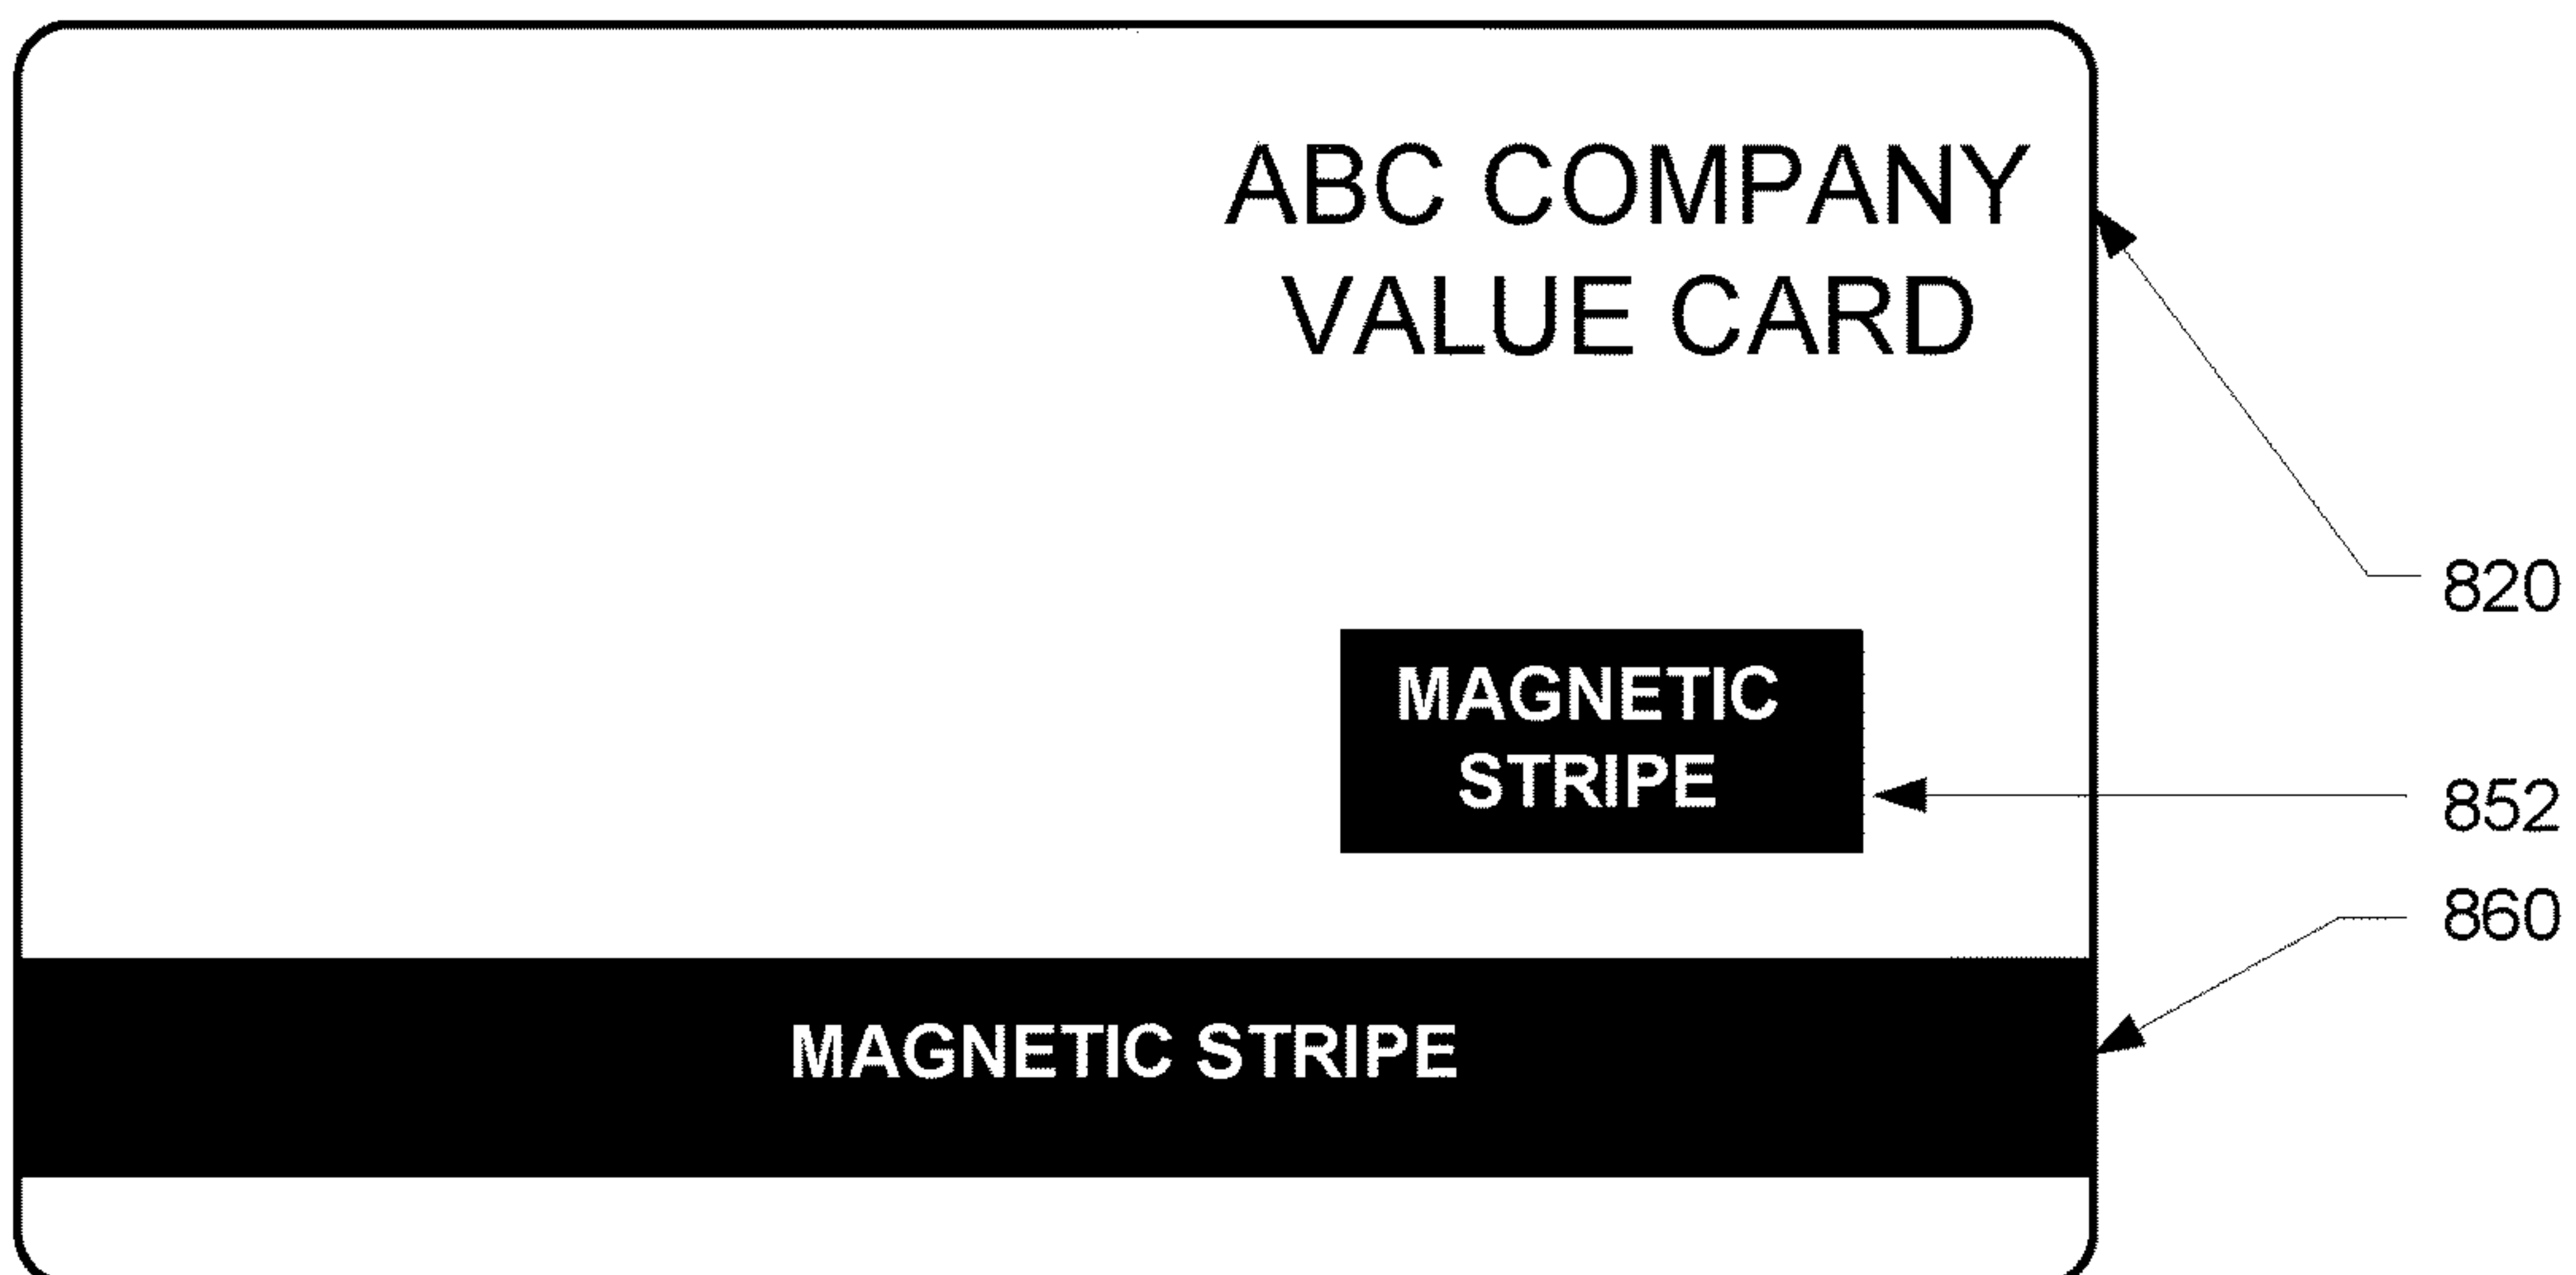 ABC COMPANY
VALUE CARD
820
MAGNETIC
STRIPE
852
860
MAGNETIC STRIPE